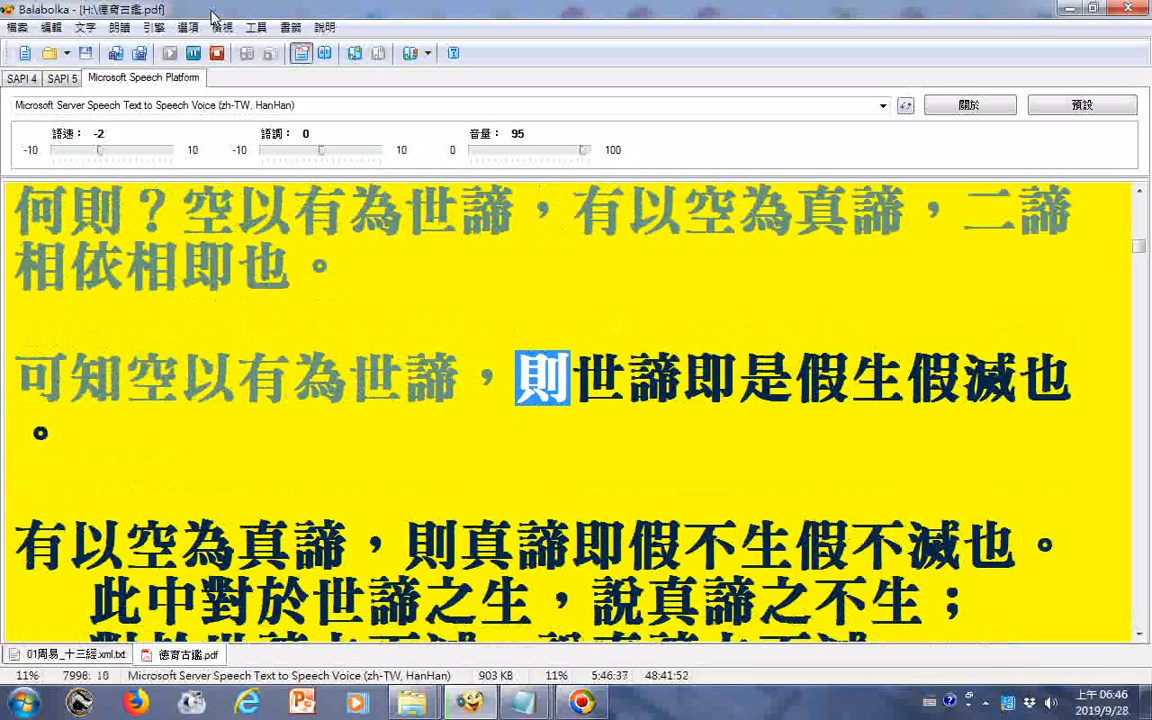 Balabolka - [H:\德育古鑑.pdf]
檔案 編輯 文字 朗讀 引擎 選項 檢視 工具 書籤 說明
SAPI 4 SAPI 5 Microsoft Speech Platform
Microsoft Server Speech Text to Speech Voice (zh-TW, HanHan) 關於 預設
語速： -2 語調： 0 音量： 95
-10 10 -10 10 0 100
何則？空以有為世諦，有以空為真諦，二諦
相依相即也。
可知空以有為世諦，則世諦即是假生假滅也
。
有以空為真諦，則真諦即假不生假不滅也。
此中對於世諦之生，說真諦之不生；
01周易_十三經.xml.txt 德育古鑑.pdf
11% 7998: 10 Microsoft Server Speech Text to Speech Voice (zh-TW, HanHan) 903 KB 11% 5:46:37 48:41:52
上午 06:46
2019/9/28